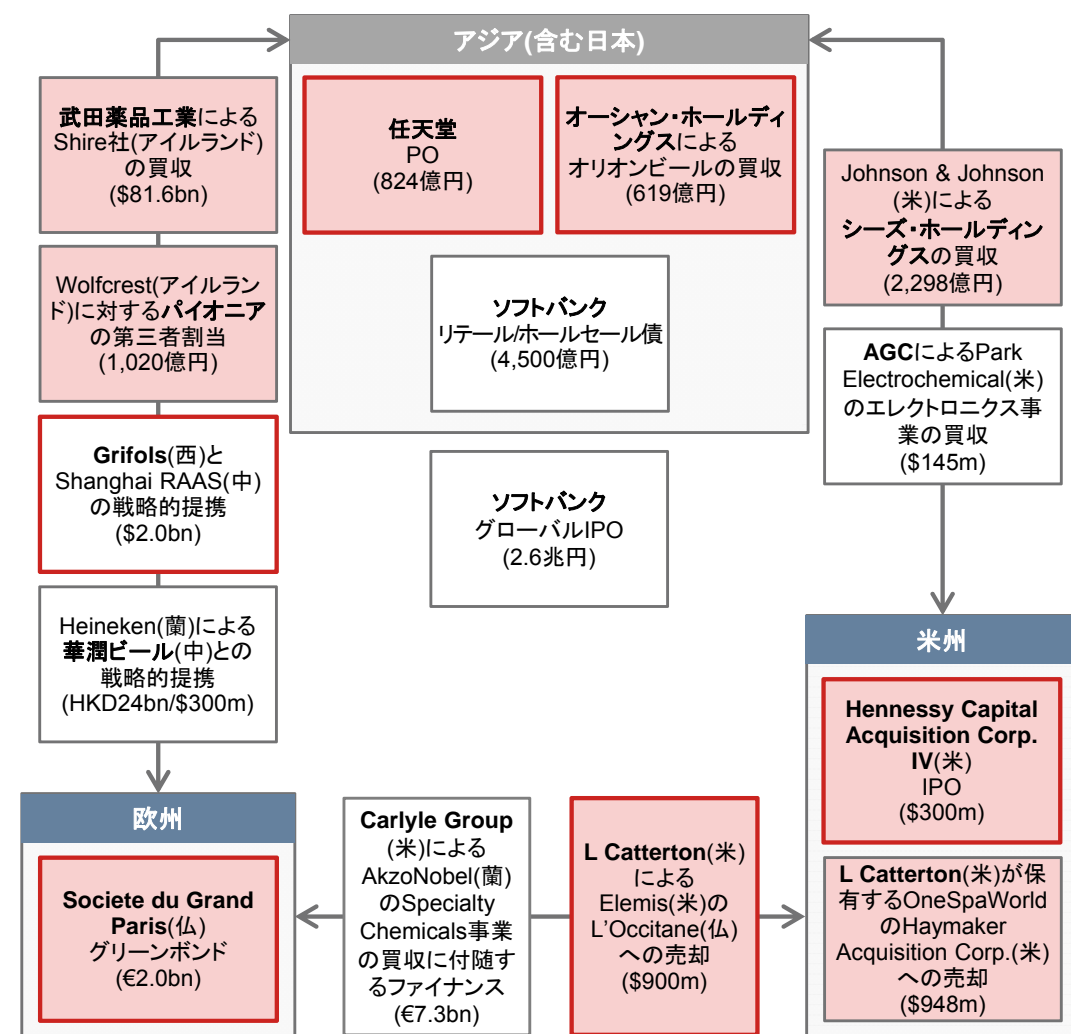 アジア(含む日本)
武田薬品工業による
Shire社(アイルランド)
の買収
($81.6bn)
任天堂
PO
(824億円)
オーシャン・ホールディ
ングスによる
オリオンビールの買収
(619億円)
Johnson & Johnson
(米)による
シーズ・ホールディン
グスの買収
(2,298億円)
Wolfcrest(アイルラン
ド)に対するパイオニア
の第三者割当
(1,020億円)
ソフトバンク
リテール/ホールセール債
(4,500億円)
AGCによるPark
Electrochemical(米)
のエレクトロニクス事
業の買収
($145m)
Grifols(西)と
Shanghai RAAS(中)
の戦略的提携
($2.0bn)
ソフトバンク
グローバルIPO
(2.6兆円)
Heineken(蘭)による
華潤ビール(中)との
戦略的提携
(HKD24bn/$300m)
米州
Hennessy Capital
Acquisition Corp.
IV(米)
IPO
($300m)
欧州
Societe du Grand
Paris(仏)
グリーンボンド
(€2.0bn)
Carlyle Group
(米)による
AkzoNobel(蘭)
のSpecialty
Chemicals事業
の買収に付随す
るファイナンス
(€7.3bn)
L Catterton(米)
による
Elemis(米)の
L'Occitane(仏)
への売却
($900m)
L Catterton(米)が保
有するOneSpaWorld
のHaymaker
Acquisition Corp.(米)
への売却
($948m)